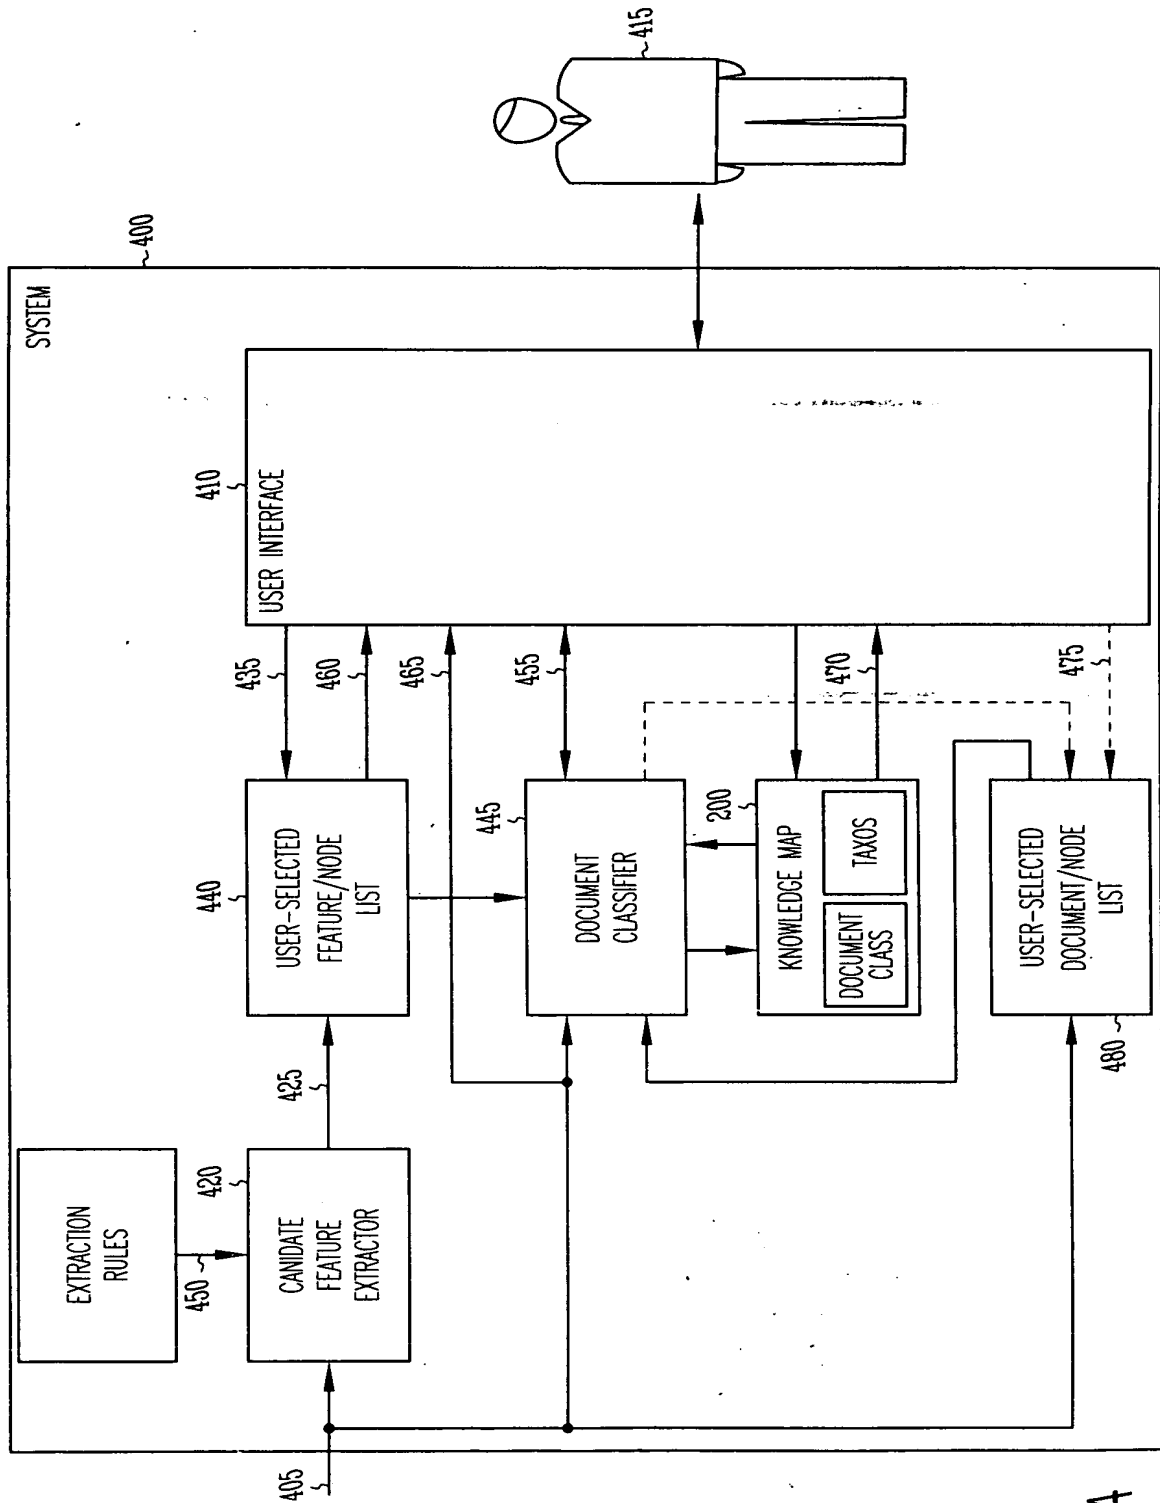 SYSTEM
400
415
410
USER INTERFACE
435
460
465
455
470
475
440
USER-SELECTED
FEATURE/NODE
LIST
445
DOCUMENT
CLASSIFIER
200
KNOWLEDGE MAP
DOCUMENT
CLASS
TAXOS
USER-SELECTED
DOCUMENT/NODE
LIST
480
425
EXTRACTION
RULES
450
420
CANIDATE
FEATURE
EXTRACTOR
405